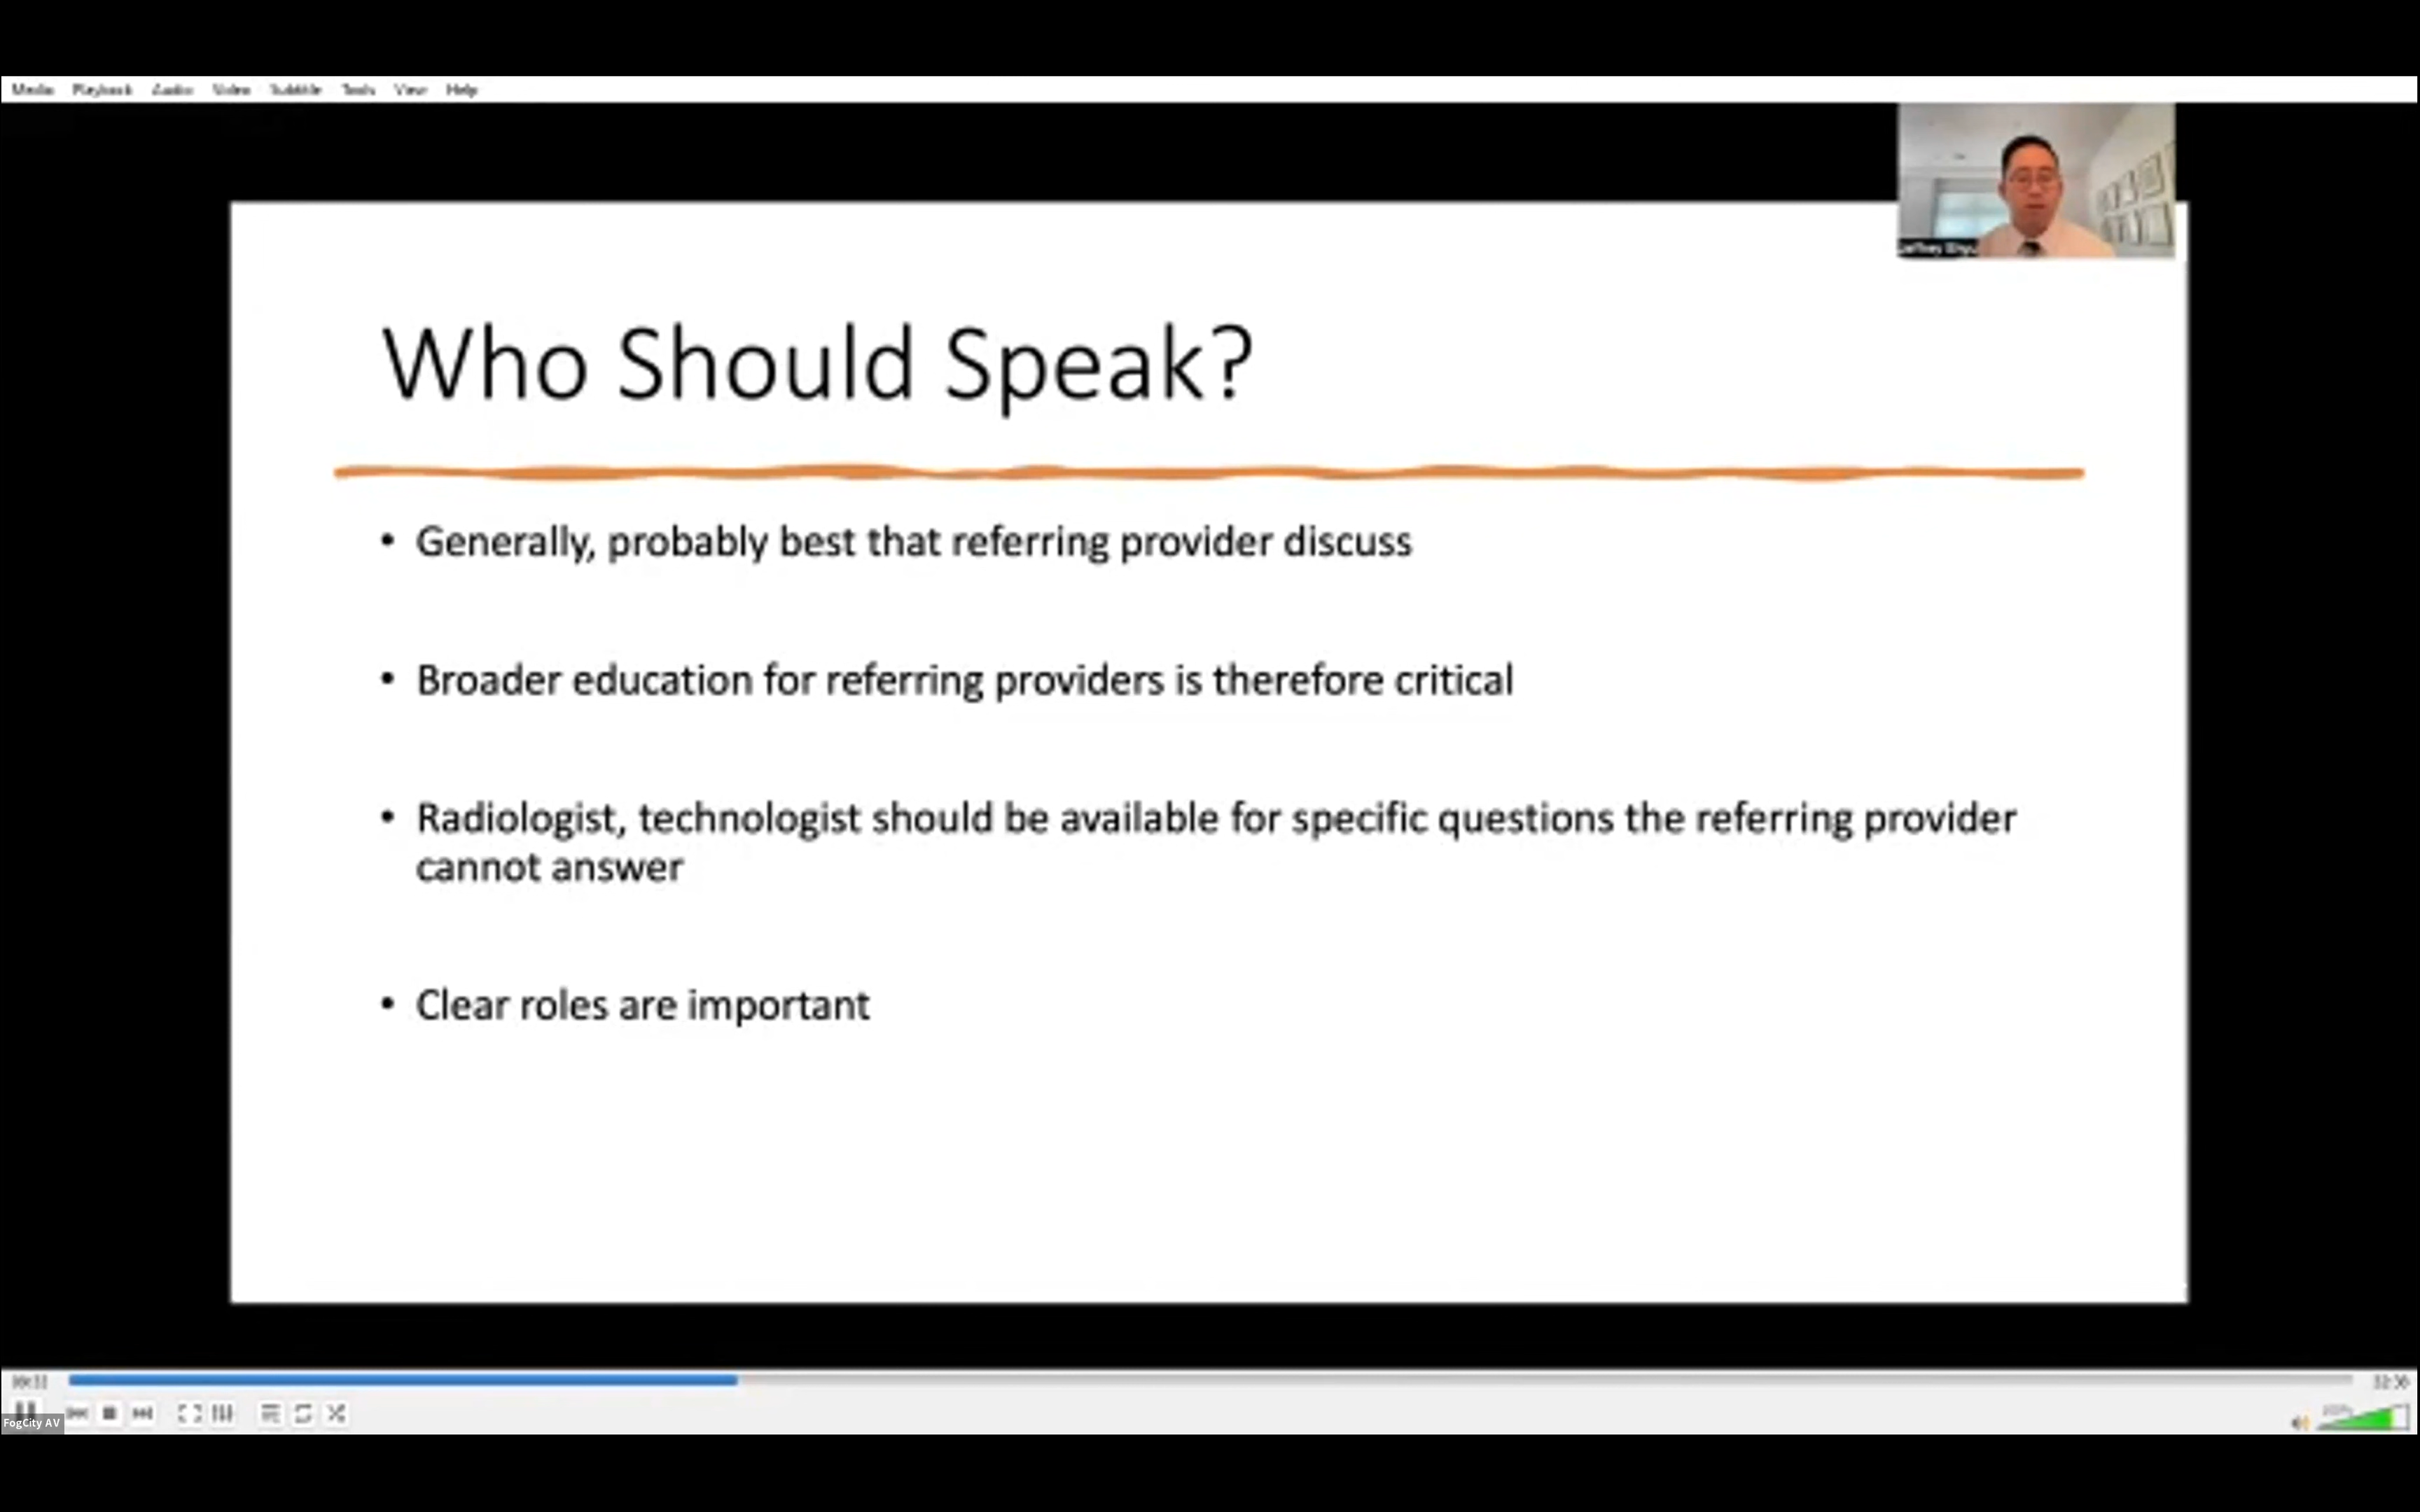 Media Playback Audio Video Subtitle Tools View Help
Who Should Speak?
• Generally, probably best that referring provider discuss
• Broader education for referring providers is therefore critical
• Radiologist, technologist should be available for specific questions the referring provider
cannot answer
• Clear roles are important
FogCity AV